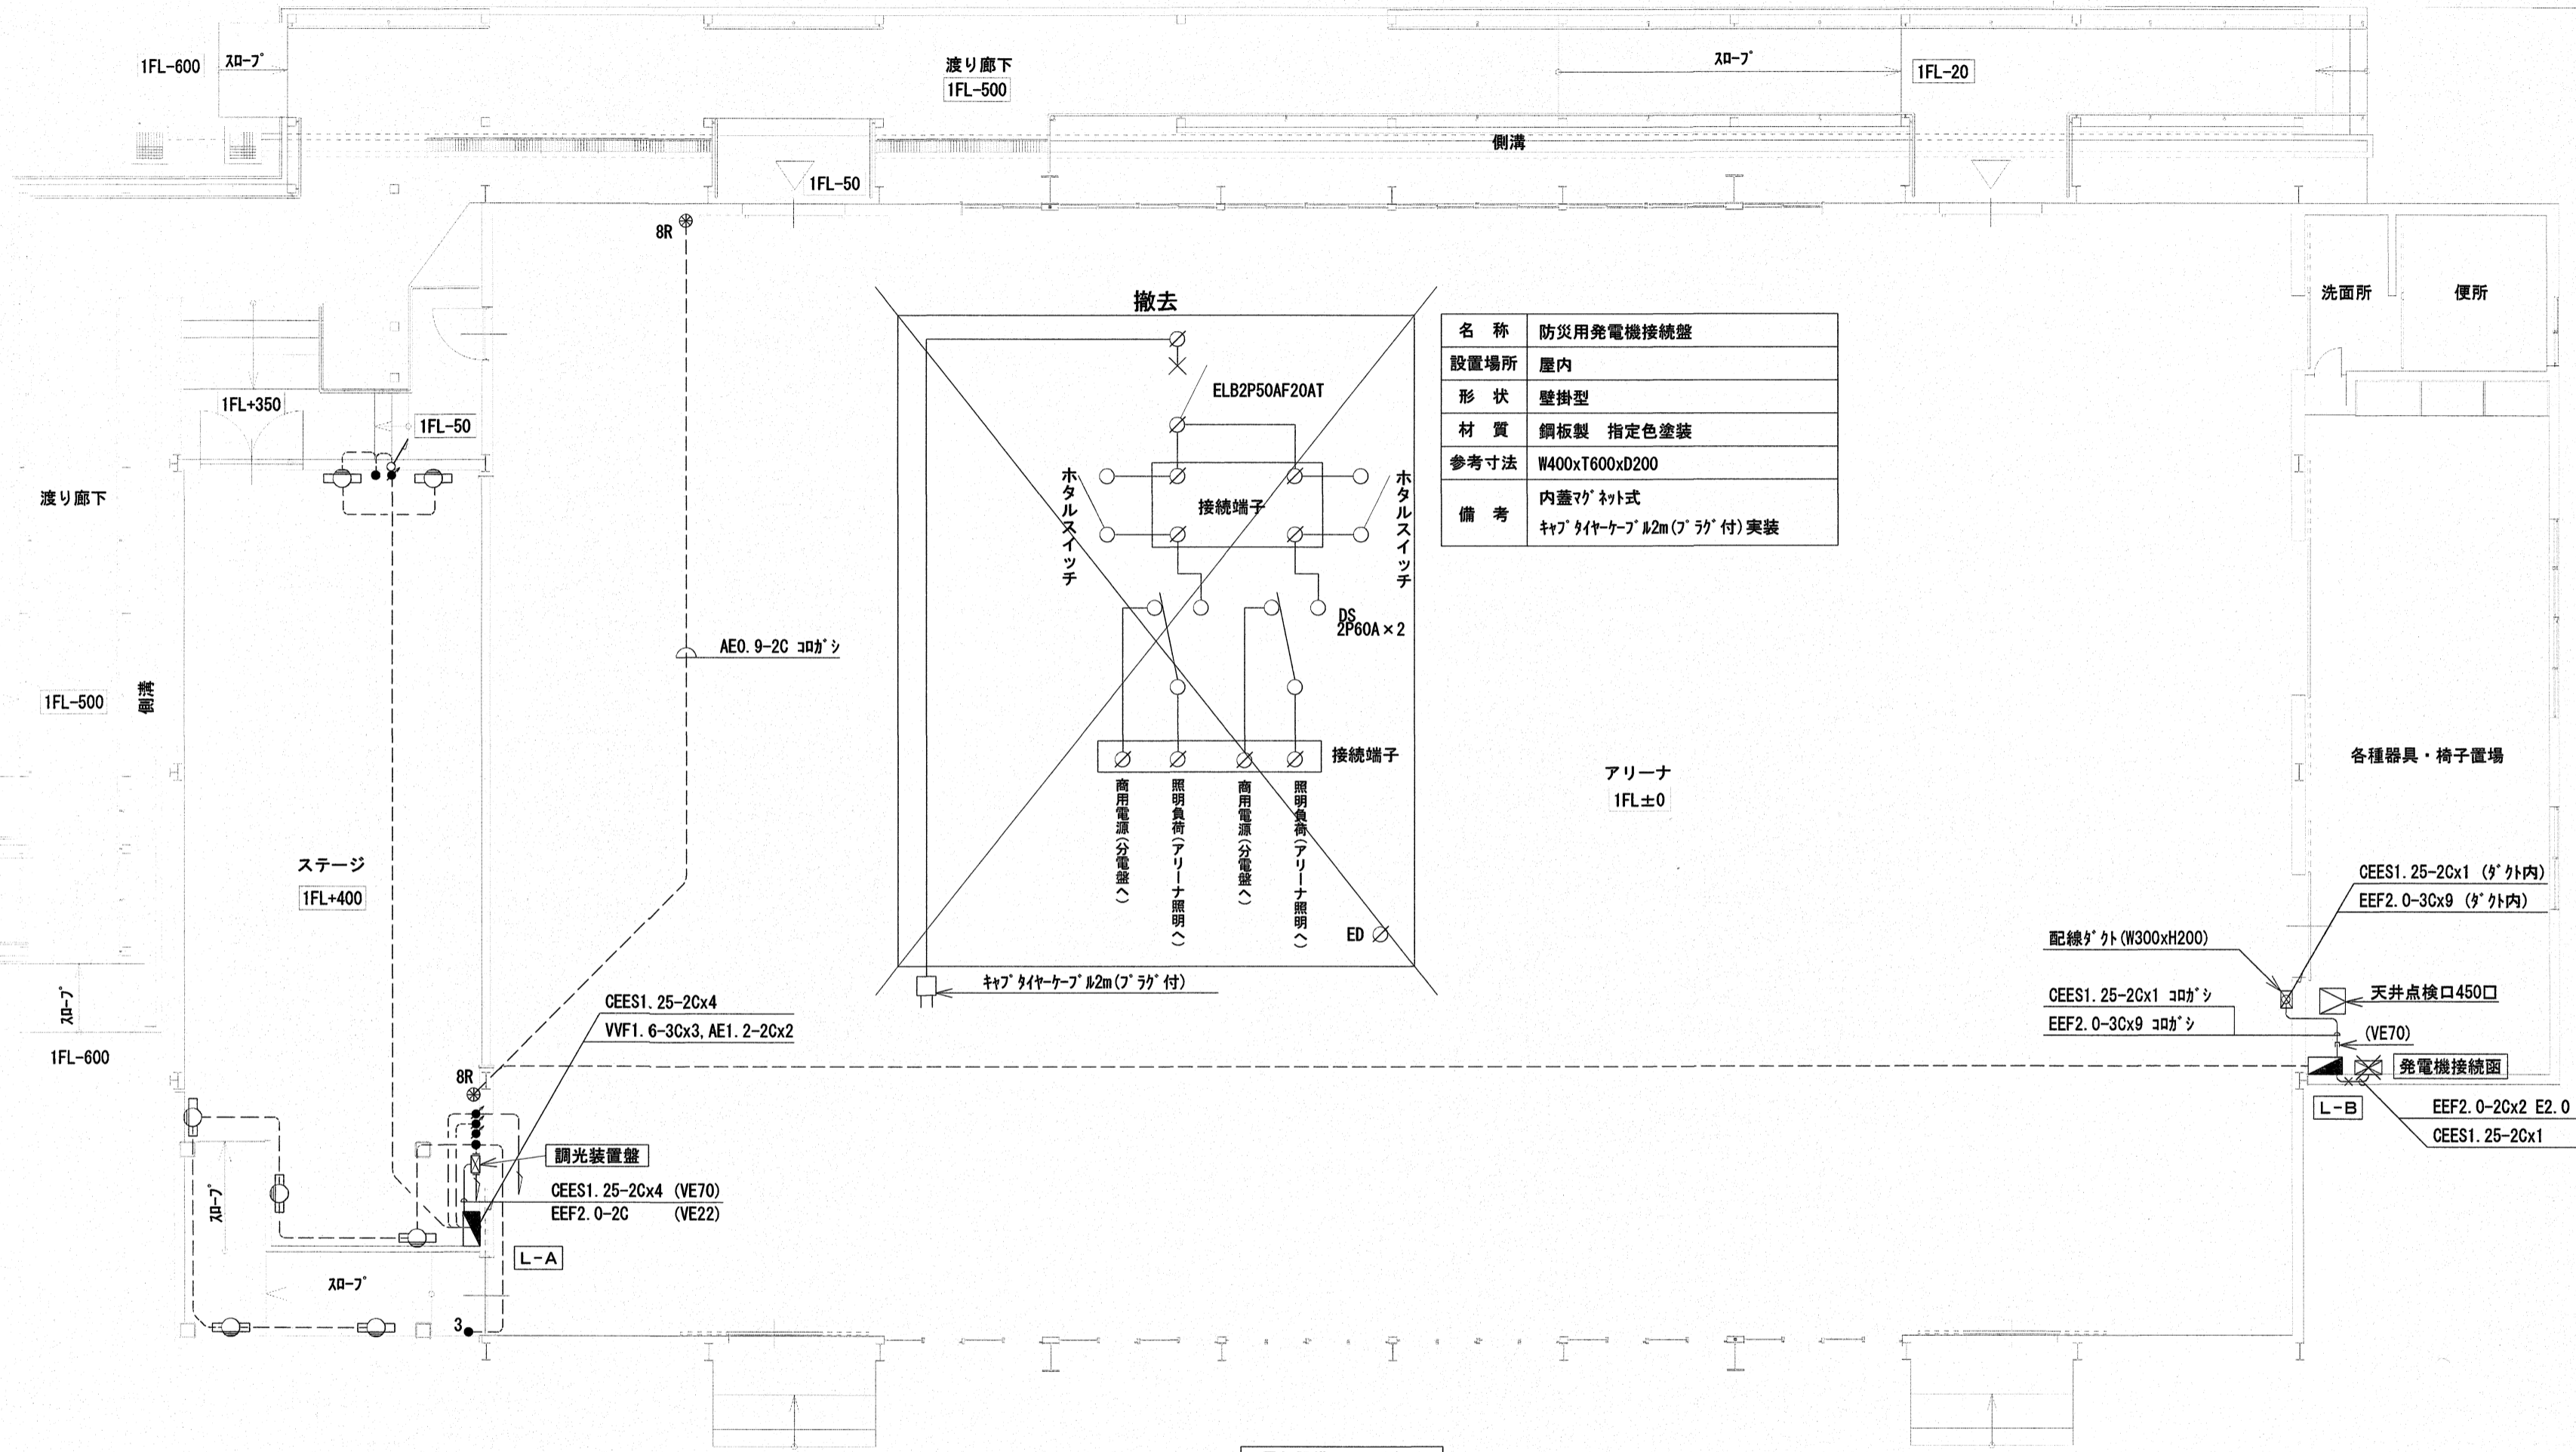 1FL-600
ｽﾛｰﾌﾟ
渡り廊下
1FL-500
ｽﾛｰﾌﾟ
1FL-20
側溝
1FL-50
8R
洗面所
便所
撤去
ELB2P50AF20AT
ホタルスイッチ
接続端子
ホタルスイッチ
DS
2P60A×2
接続端子
商用電源(分電盤へ)
照明負荷(アリーナ照明へ)
商用電源(分電盤へ)
照明負荷(アリーナ照明へ)
ED
ｷｬﾌﾟﾀｲﾔｰｹｰﾌﾞﾙ2m(ﾌﾟﾗｸﾞ付)
名　称　防災用発電機接続盤
設置場所　屋内
形　状　壁掛型
材　質　鋼板製　指定色塗装
参考寸法　W400xT600xD200
備　考　内蓋ﾏｸﾞﾈｯﾄ式
ｷｬﾌﾟﾀｲﾔｰｹｰﾌﾞﾙ2m(ﾌﾟﾗｸﾞ付)実装
1FL+350
1FL-50
渡り廊下
AE0.9-2C ｺﾛｶﾞｼ
1FL-500
側溝
アリーナ
1FL±0
各種器具・椅子置場
ステージ
1FL+400
CEES1.25-2Cx1 (ﾀﾞｸﾄ内)
EEF2.0-3Cx9 (ﾀﾞｸﾄ内)
配線ﾀﾞｸﾄ(W300xH200)
CEES1.25-2Cx1 ｺﾛｶﾞｼ
EEF2.0-3Cx9 ｺﾛｶﾞｼ
天井点検口450□
(VE70)
発電機接続函
L-B
EEF2.0-2Cx2 E2.0
CEES1.25-2Cx1
ｽﾛｰﾌﾟ
1FL-600
CEES1.25-2Cx4
VVF1.6-3Cx3, AE1.2-2Cx2
8R
調光装置盤
CEES1.25-2Cx4 (VE70)
EEF2.0-2C (VE22)
L-A
ｽﾛｰﾌﾟ
ｽﾛｰﾌﾟ
3